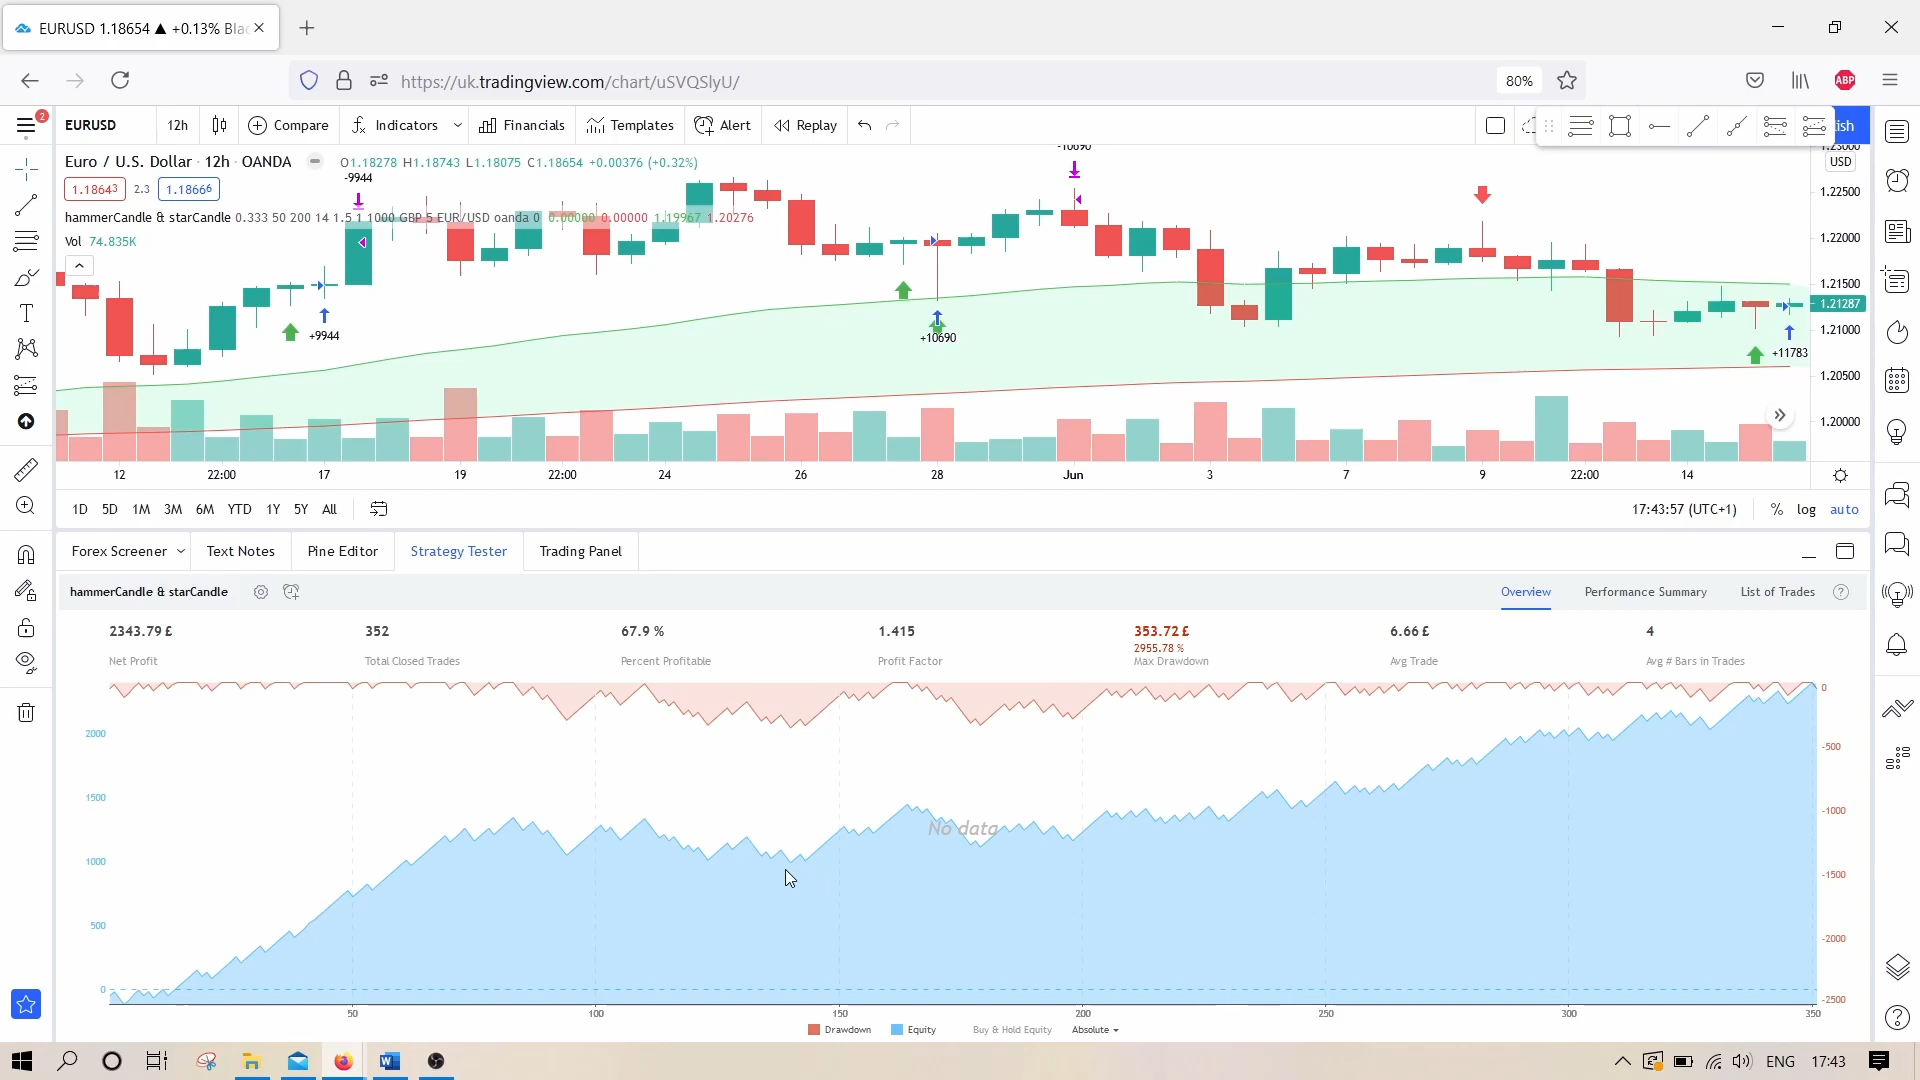 EURUSD 1.18654 ▲ +0.13% Bla
https://uk.tradingview.com/chart/uSVQSlyU/
80%
ABP
2
EURUSD
12h
Compare
Indicators
Financials
Templates
Alert
Replay
ish
Euro / U.S. Dollar · 12h · OANDA
O1.18278 H1.18743 L1.18075 C1.18654 +0.00376 (+0.32%)
-9944
1.18643
2.3
1.18666
hammerCandle & starCandle 0.333 50 200 14 1.5 1 1000 GBP 5 EUR/USD oanda 0 0.00000 0.00000 1.19967 1.20276
Vol 74.835K
-10690
+9944
+10690
+11783
1.23000
USD
1.22500
1.22000
1.21500
1.21287
1.21000
1.20500
1.20000
12
22:00
17
19
22:00
24
26
28
Jun
3
7
9
22:00
14
1D 5D 1M 3M 6M YTD 1Y 5Y All
17:43:57 (UTC+1)
% log auto
Forex Screener
Text Notes
Pine Editor
Strategy Tester
Trading Panel
hammerCandle & starCandle
Overview
Performance Summary
List of Trades
2343.79 £
352
67.9 %
1.415
353.72 £
6.66 £
4
2955.78 %
Net Profit
Total Closed Trades
Percent Profitable
Profit Factor
Max Drawdown
Avg Trade
Avg # Bars in Trades
2000
1500
1000
500
0
0
-500
-1000
-1500
-2000
-2500
No data
50
100
150
200
250
300
350
Drawdown
Equity
Buy & Hold Equity
Absolute
ENG
17:43